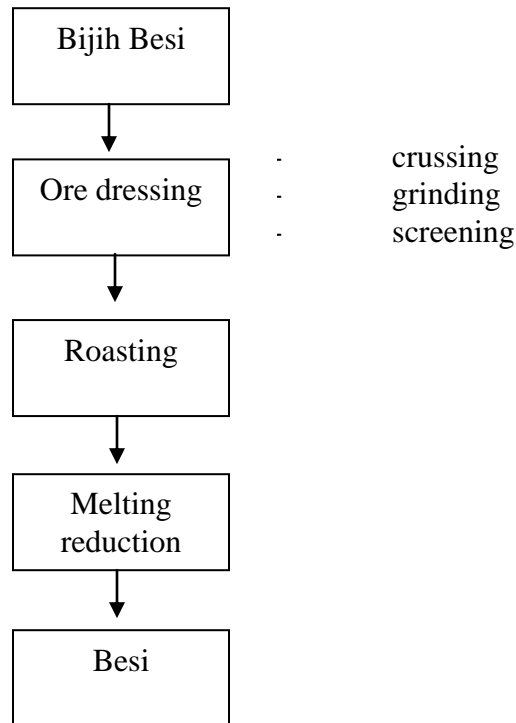 Bijih Besi
Ore dressing
- crussing
- grinding
- screening
Roasting
Melting
reduction
Besi